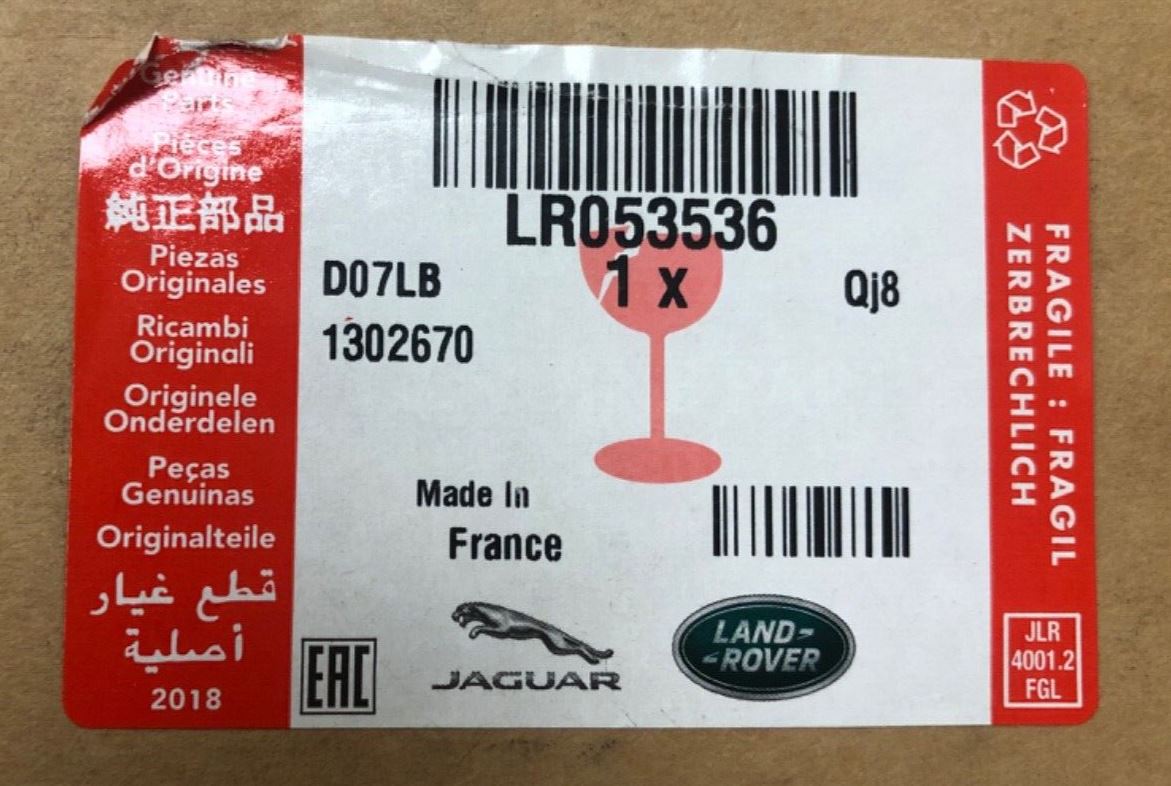 Genuine
Parts
Pièces
d'Origine
純正部品
Piezas
Originales
Ricambi
Originali
Originele
Onderdelen
Peças
Genuinas
Originalteile
قطع غيار
أصلية
2018
LR053536
1 x
D07LB
Qj8
1302670
Made In
France
EAC
JAGUAR
LAND-
-ROVER
FRAGILE : FRAGIL
ZERBRECHLICH
JLR
4001.2
FGL